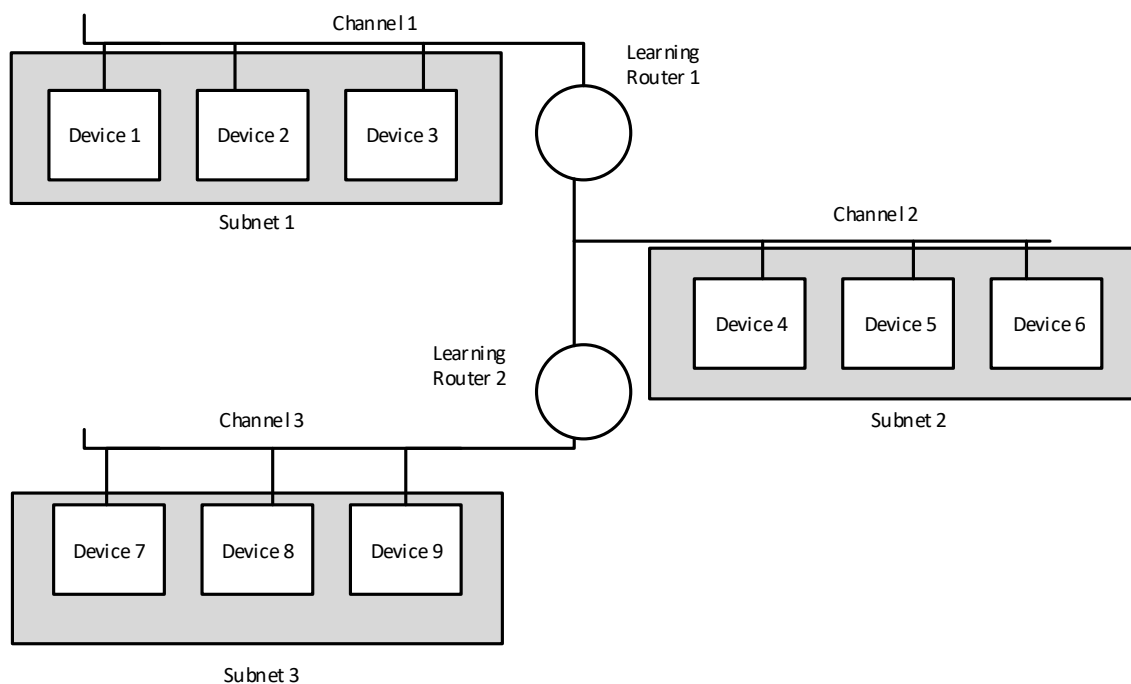 Channel 1
Learning
Router 1
Device 1
Device 2
Device 3
Subnet 1
Channel 2
Device 4
Device 5
Device 6
Learning
Router 2
Subnet 2
Channel 3
Device 7
Device 8
Device 9
Subnet 3